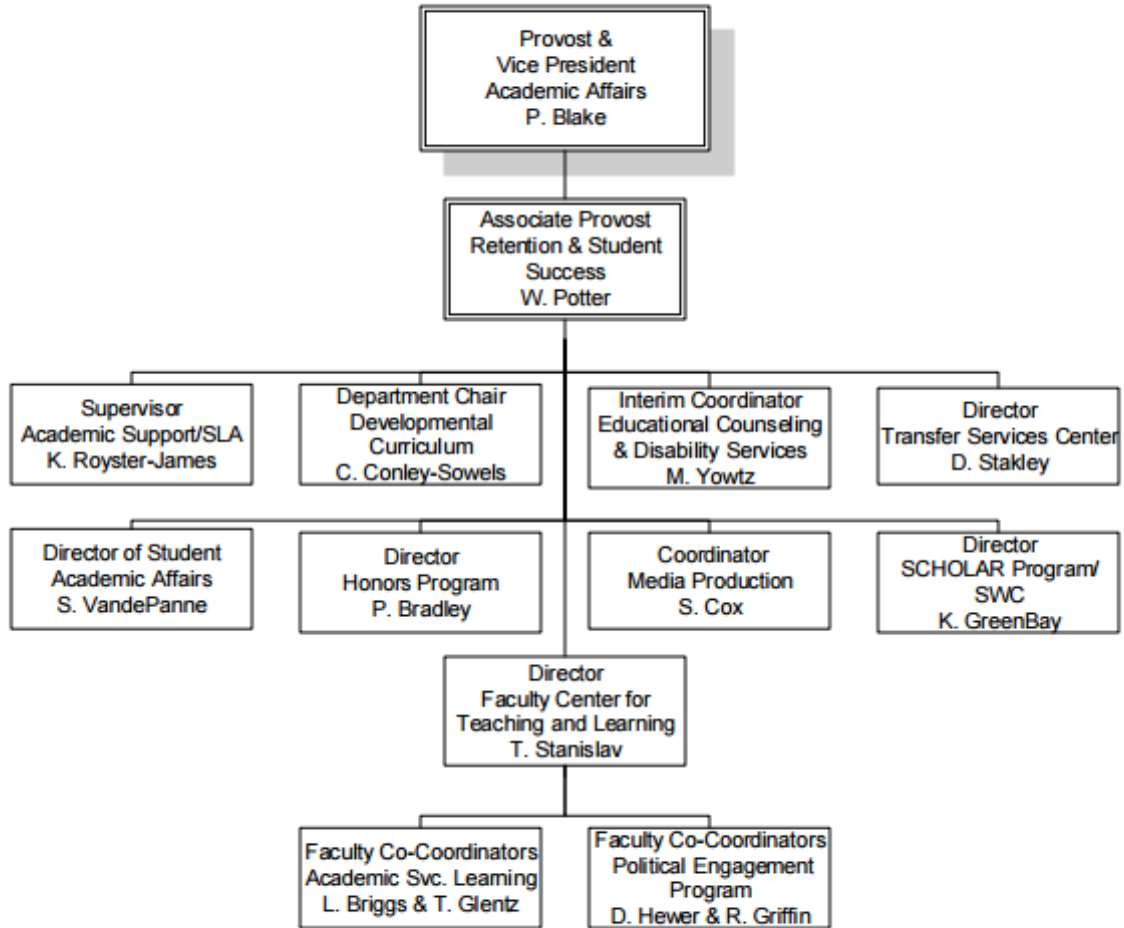 Provost &
Vice President
Academic Affairs
P. Blake
Associate Provost
Retention & Student
Success
W. Potter
Supervisor
Academic Support/SLA
K. Royster-James
Department Chair
Developmental
Curriculum
C. Conley-Sowels
Interim Coordinator
Educational Counseling
& Disability Services
M. Yowtz
Director
Transfer Services Center
D. Stakley
Director of Student
Academic Affairs
S. VandePanne
Director
Honors Program
P. Bradley
Coordinator
Media Production
S. Cox
Director
SCHOLAR Program/
SWC
K. GreenBay
Director
Faculty Center for
Teaching and Learning
T. Stanislav
Faculty Co-Coordinators
Academic Svc. Learning
L. Briggs & T. Glentz
Faculty Co-Coordinators
Political Engagement
Program
D. Hewer & R. Griffin